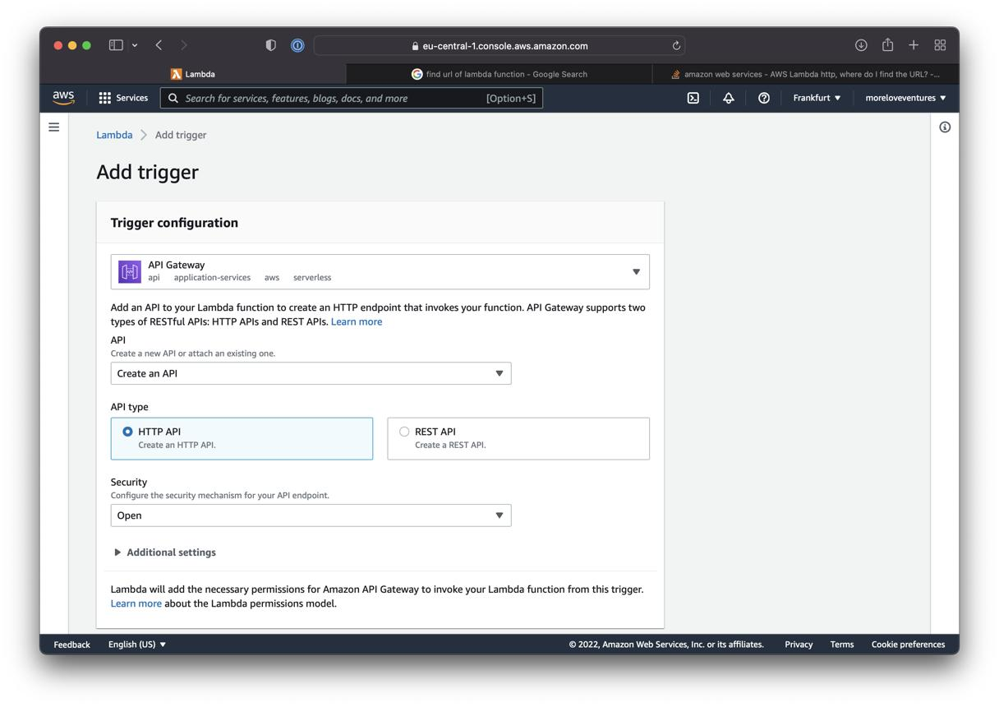 eu-central-1.console.aws.amazon.com
Lambda
find url of lambda function - Google Search
amazon web services - AWS Lambda http, where do I find the URL? -...
aws
Services
Search for services, features, blogs, docs, and more
[Option+S]
Frankfurt
moreloveventures
Lambda
Add trigger
Add trigger
Trigger configuration
API Gateway
api application-services aws serverless
Add an API to your Lambda function to create an HTTP endpoint that invokes your function. API Gateway supports two
types of RESTful APIs: HTTP APIs and REST APIs. Learn more
API
Create a new API or attach an existing one.
Create an API
API type
HTTP API
Create an HTTP API.
REST API
Create a REST API.
Security
Configure the security mechanism for your API endpoint.
Open
Additional settings
Lambda will add the necessary permissions for Amazon API Gateway to invoke your Lambda function from this trigger.
Learn more about the Lambda permissions model.
Feedback
English (US)
© 2022, Amazon Web Services, Inc. or its affiliates.
Privacy
Terms
Cookie preferences